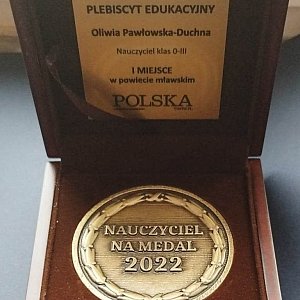 PLEBISCYT EDUKACYJNY
Oliwia Pawłowska-Duchna
Nauczyciel klas 0-III
I MIEJSCE
w powiecie mławskim
POLSKA
NAUCZYCIEL
NA MEDAL
2022